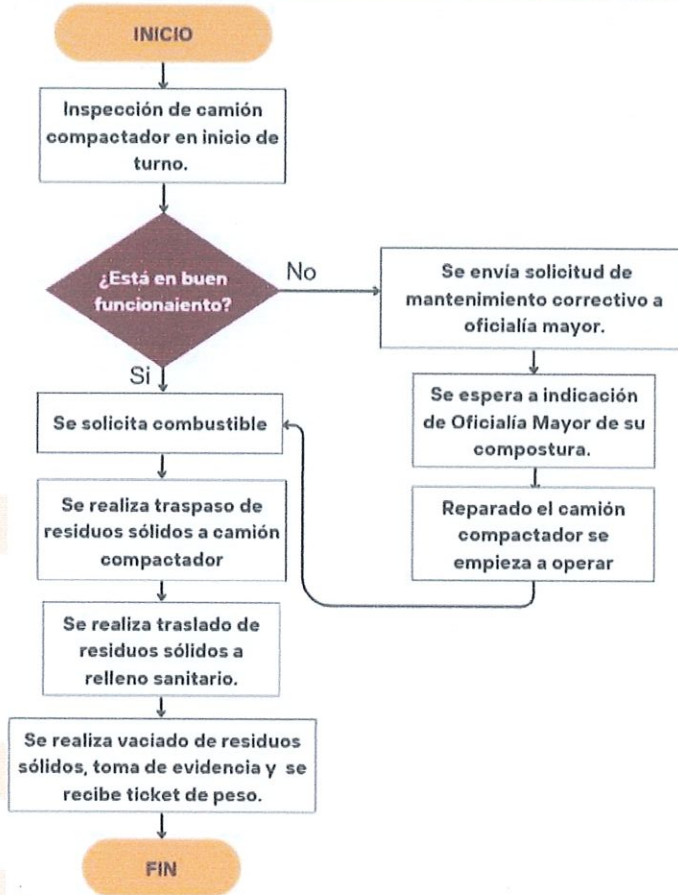 INICIO
Inspección de camión
compactador en inicio de
turno.
¿Está en buen
funcionaiento?
No
Se envía solicitud de
mantenimiento correctivo a
oficialía mayor.
Se espera a indicación
de Oficialía Mayor de su
compostura.
Reparado el camión
compactador se
empieza a operar
Si
Se solicita combustible
Se realiza traspaso de
residuos sólidos a camión
compactador
Se realiza traslado de
residuos sólidos a
relleno sanitario.
Se realiza vaciado de residuos
sólidos, toma de evidencia y se
recibe ticket de peso.
FIN